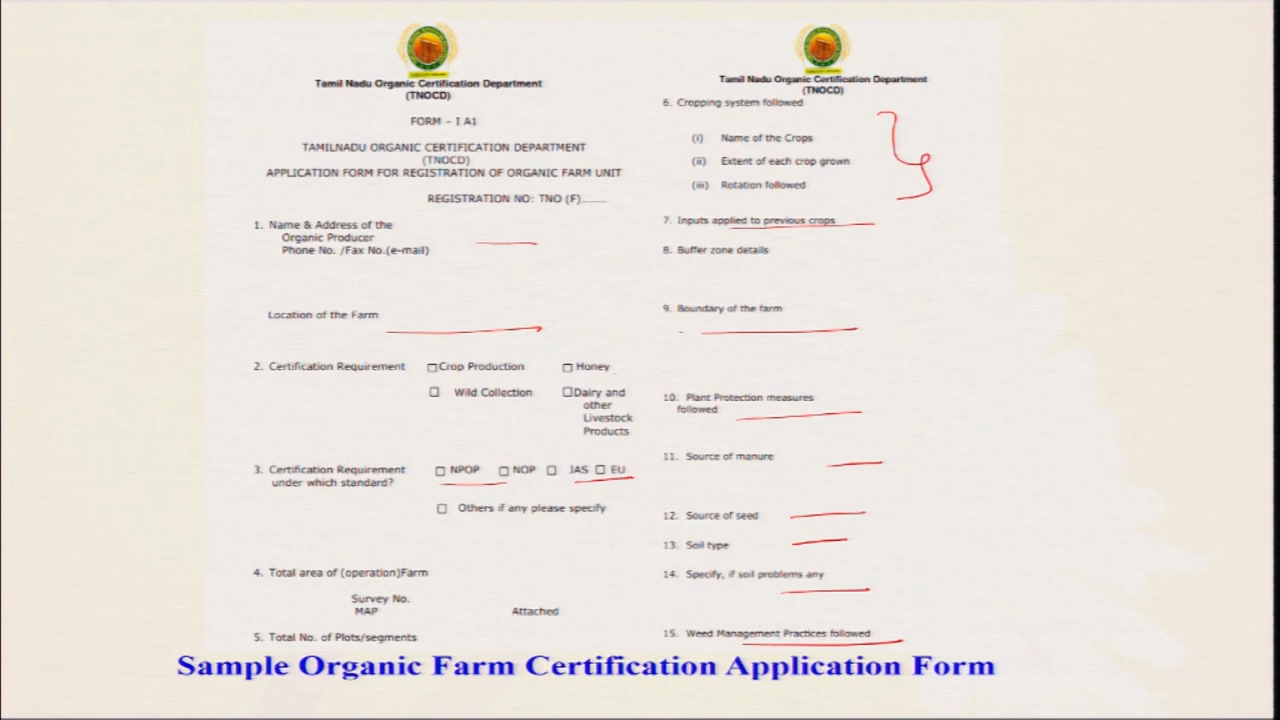 Tamil Nadu Organic Certification Department
(TNOCD)
FORM – I A1
TAMILNADU ORGANIC CERTIFICATION DEPARTMENT
(TNOCD)
APPLICATION FORM FOR REGISTRATION OF ORGANIC FARM UNIT
REGISTRATION NO: TNO (F)......
1. Name & Address of the
Organic Producer
Phone No. /Fax No.(e-mail)
Location of the Farm
2. Certification Requirement
Crop Production
Honey
Wild Collection
Dairy and
other
Livestock
Products
3. Certification Requirement
under which standard?
NPOP NOP JAS EU
Others if any please specify
4. Total area of (operation)Farm
Survey No.
MAP Attached
5. Total No. of Plots/segments
Tamil Nadu Organic Certification Department
(TNOCD)
6. Cropping system followed
(i) Name of the Crops
(ii) Extent of each crop grown
(iii) Rotation followed
7. Inputs applied to previous crops
8. Buffer zone details
9. Boundary of the farm
10. Plant Protection measures
followed
11. Source of manure
12. Source of seed
13. Soil type
14. Specify, if soil problems any
15. Weed Management Practices followed
Sample Organic Farm Certification Application Form